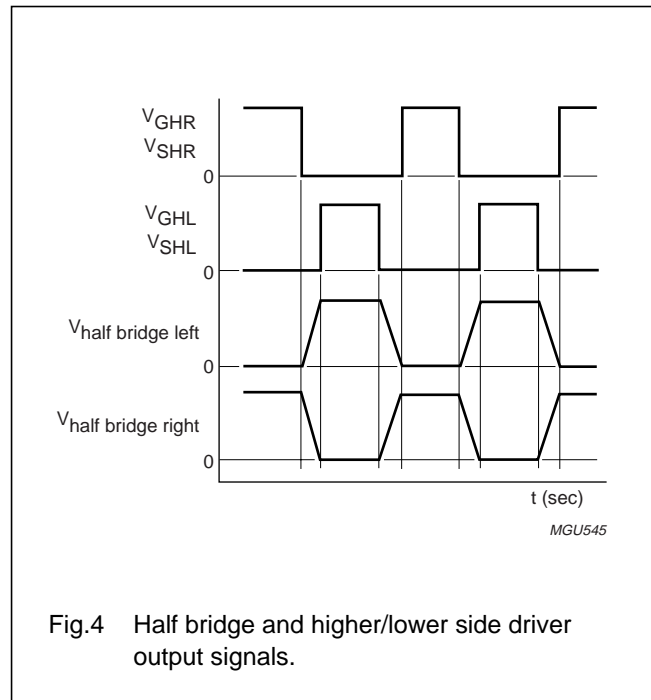 VGHR
VSHR
0
VGHL
VSHL
0
Vhalf bridge left
0
Vhalf bridge right
0
t (sec)
MGU545
Fig.4 Half bridge and higher/lower side driver
output signals.